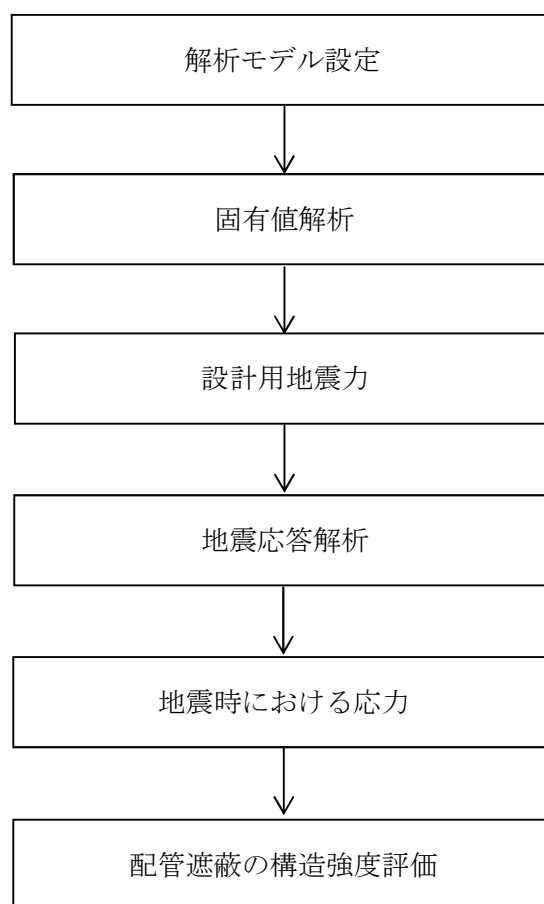 解析モデル設定
固有値解析
設計用地震力
地震応答解析
地震時における応力
配管遮蔽の構造強度評価